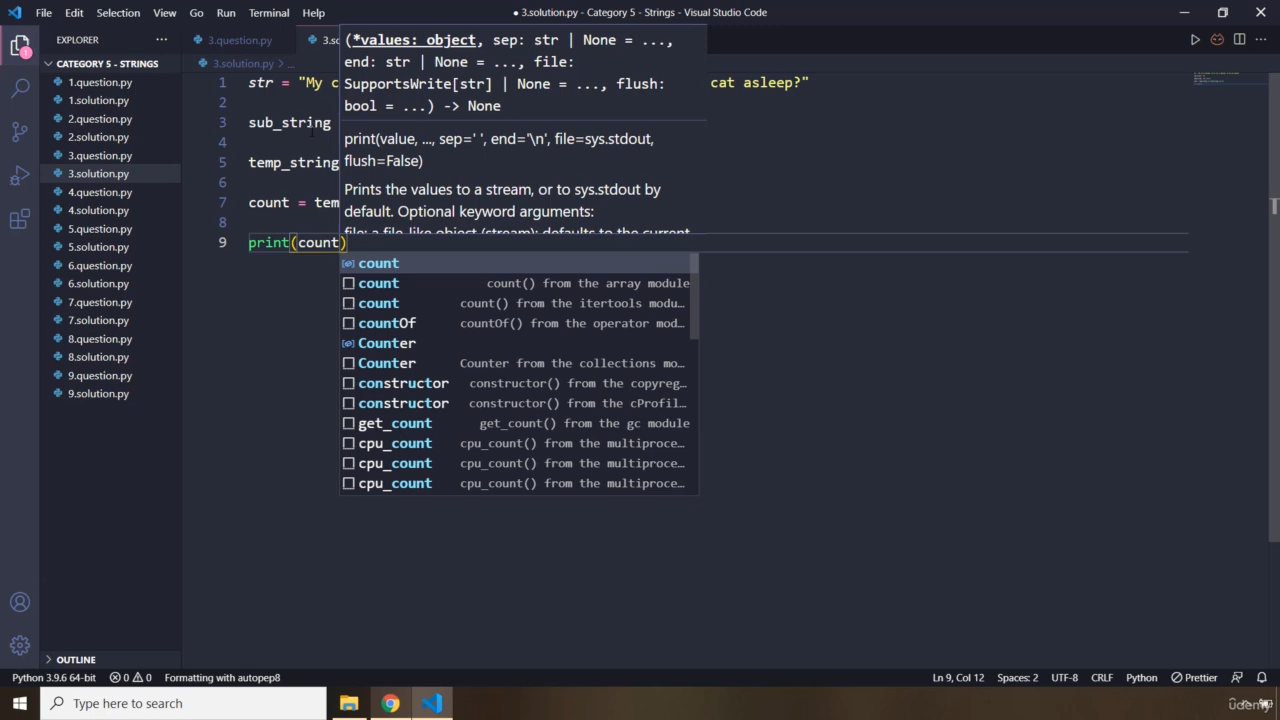 File Edit Selection View Go Run Terminal Help
● 3.solution.py - Category 5 - Strings - Visual Studio Code
EXPLORER ...
CATEGORY 5 - STRINGS
1.question.py
1.solution.py
2.question.py
2.solution.py
3.question.py
3.solution.py
4.question.py
4.solution.py
5.question.py
5.solution.py
6.question.py
6.solution.py
7.question.py
7.solution.py
8.question.py
8.solution.py
9.question.py
9.solution.py
OUTLINE
3.question.py 3.so
3.solution.py > ...
1 str = "My c cat asleep?"
2
3 sub_string
4
5 temp_string
6
7 count = tem
8
9 print(count)
(*values: object, sep: str | None = ...,
end: str | None = ..., file:
SupportsWrite[str] | None = ..., flush:
bool = ...) -> None
print(value, ..., sep=' ', end='\n', file=sys.stdout,
flush=False)
Prints the values to a stream, or to sys.stdout by
default. Optional keyword arguments:
file: a file-like object (stream); defaults to the current
count
count count() from the array module
count count() from the itertools modu…
countOf countOf() from the operator mod…
Counter
Counter Counter from the collections mo…
constructor constructor() from the copyreg…
constructor constructor() from the cProfil…
get_count get_count() from the gc module
cpu_count cpu_count() from the multiproce…
cpu_count cpu_count() from the multiproce…
cpu_count cpu_count() from the multiproce…
Python 3.9.6 64-bit 0 0 Formatting with autopep8 Ln 9, Col 12 Spaces: 2 UTF-8 CRLF Python Prettier
Type here to search
udemy